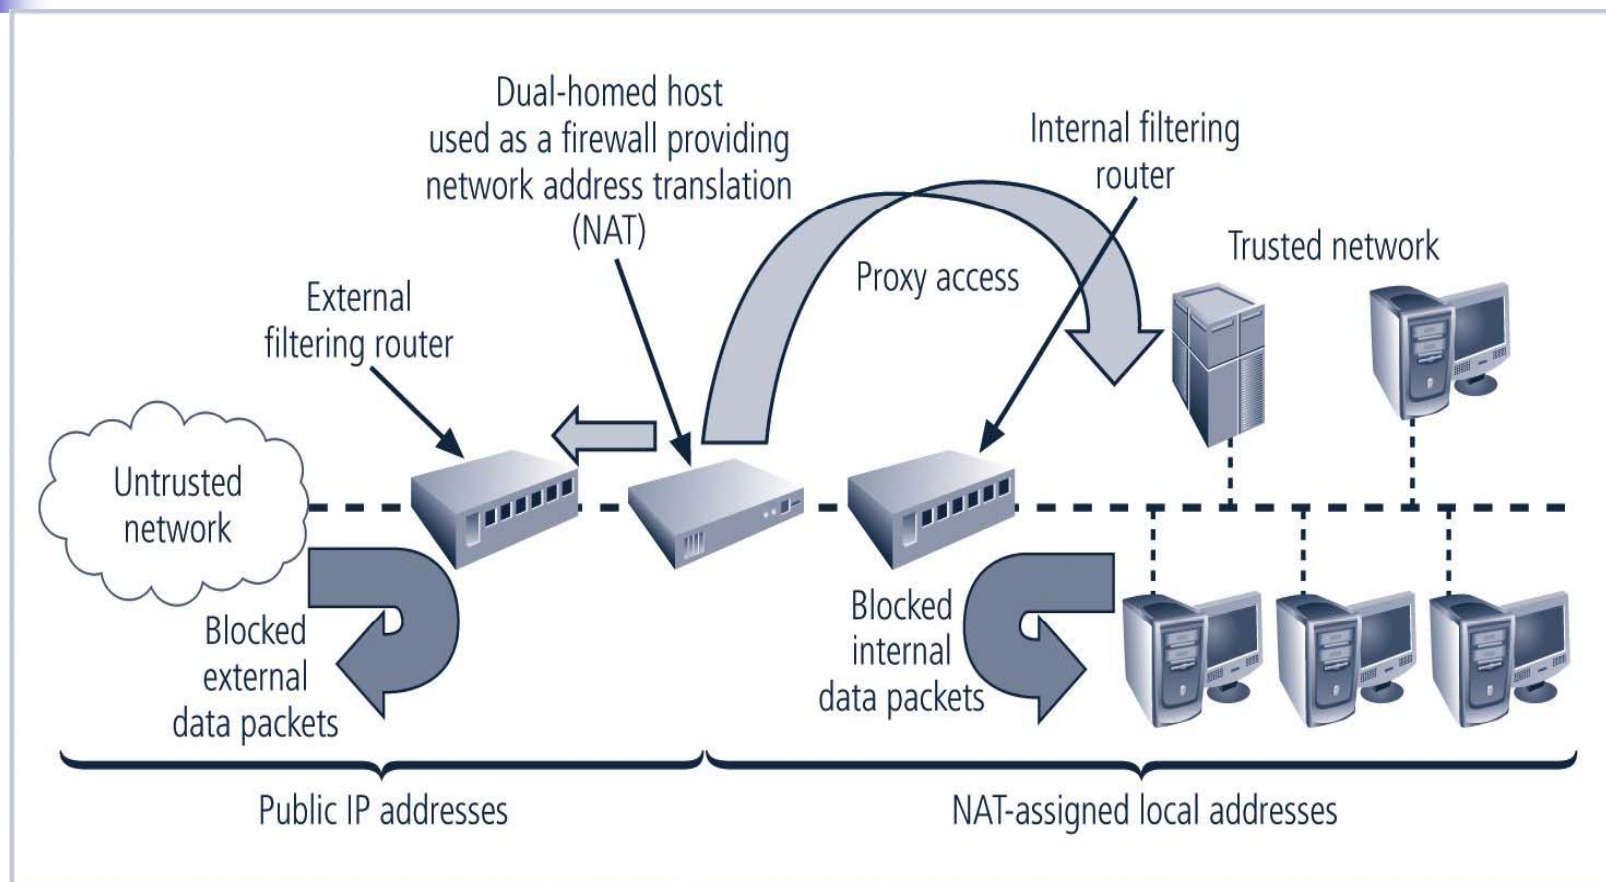 Dual-homed host
used as a firewall providing
network address translation
(NAT)
Internal filtering
router
Trusted network
Proxy access
External
filtering router
Untrusted
network
Blocked
external
data packets
Blocked
internal
data packets
Public IP addresses
NAT-assigned local addresses